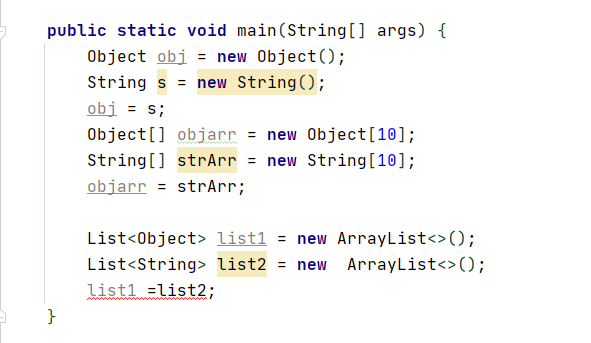 public static void main(String[] args) {
Object obj = new Object();
String s = new String();
obj = s;
Object[] objarr = new Object[10];
String[] strArr = new String[10];
objarr = strArr;
List<Object> list1 = new ArrayList<>();
List<String> list2 = new  ArrayList<>();
list1 =list2;
}